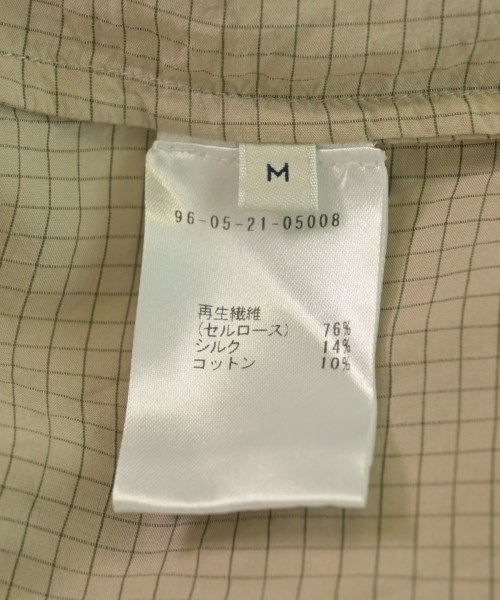 M
96-05-21-05008
再生繊維
(セルロース) 76%
シルク 14%
コットン 10%